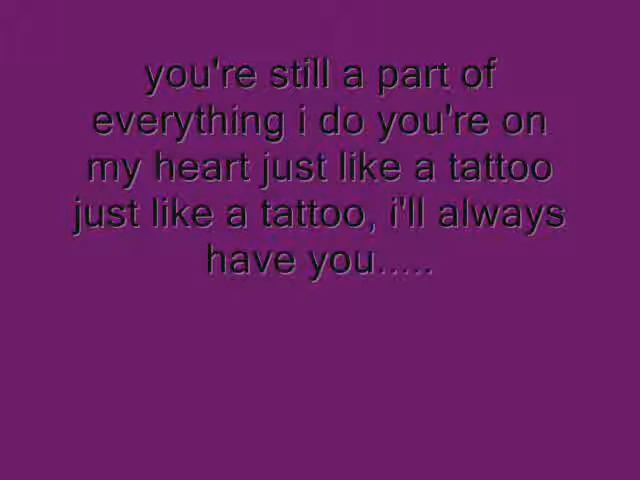 you're still a part of
everything i do you're on
my heart just like a tattoo
just like a tattoo, i'll always
have you.....